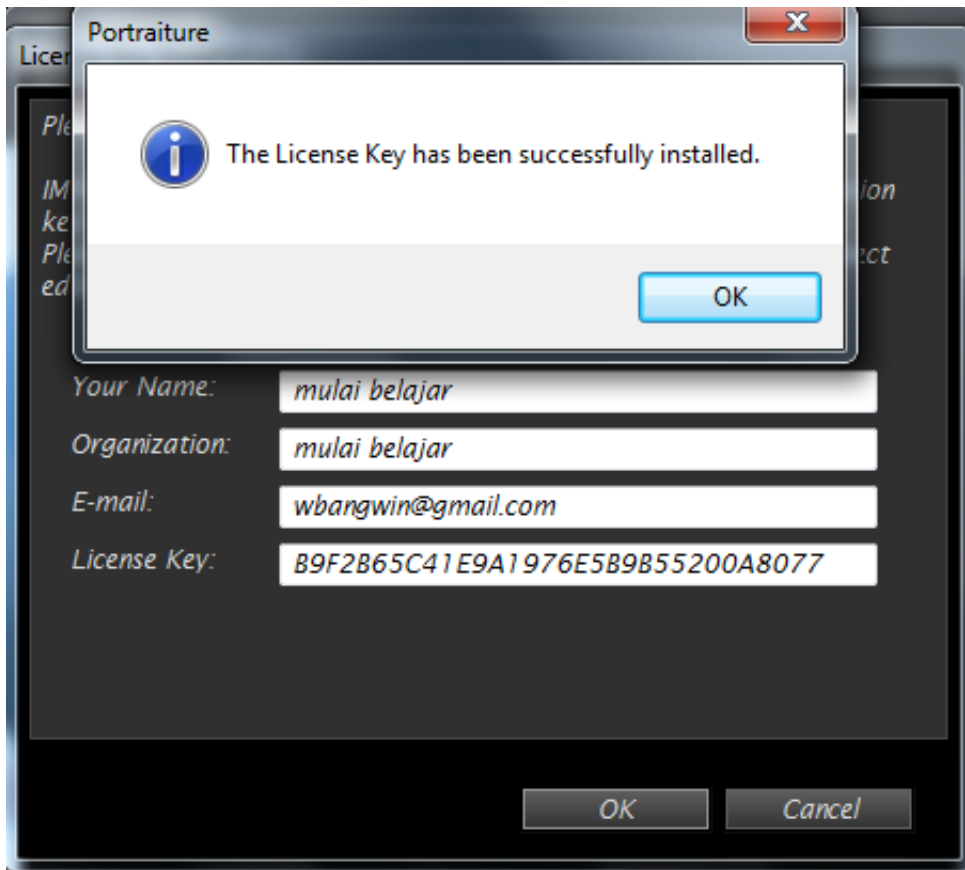 Portraiture
The License Key has been successfully installed.
OK
Your Name: mulai belajar
Organization: mulai belajar
E-mail: wbangwin@gmail.com
License Key: B9F2B65C41E9A1976E5B9B55200A8077
OK Cancel